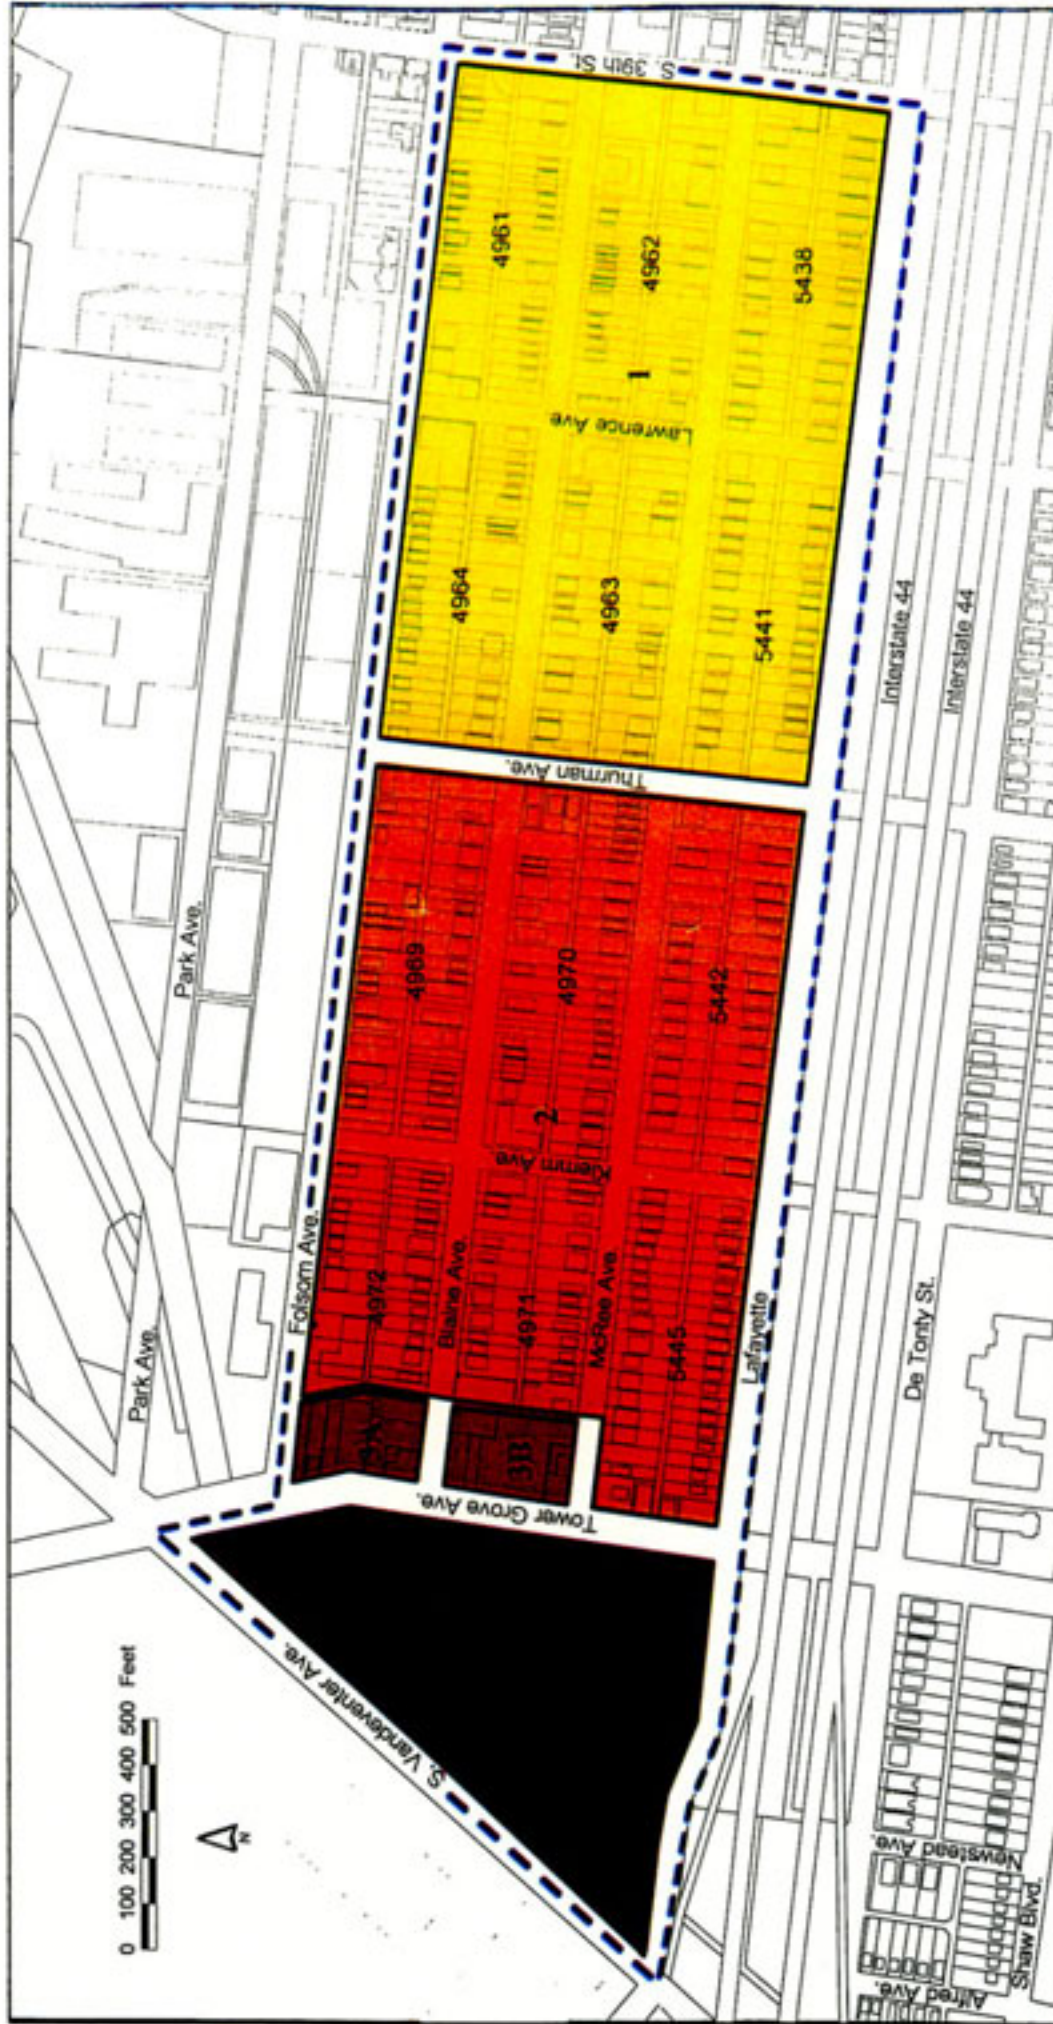 0 100 200 300 400 500 Feet
N
S. Vandeventer Ave.
Park Ave.
Park Ave.
Folsom Ave.
Tower Grove Ave.
3A
3B
4972
4971
5445
Blaine Ave.
McRee Ave.
Klemm Ave
2
4969
4970
5442
Thurman Ave.
4964
4963
5441
Lawrence Ave
1
4961
4962
5438
S. 39th St.
Lafayette
Interstate 44
Interstate 44
De Tonty St.
Newstead Ave.
Alfred Ave.
Shaw Blvd.